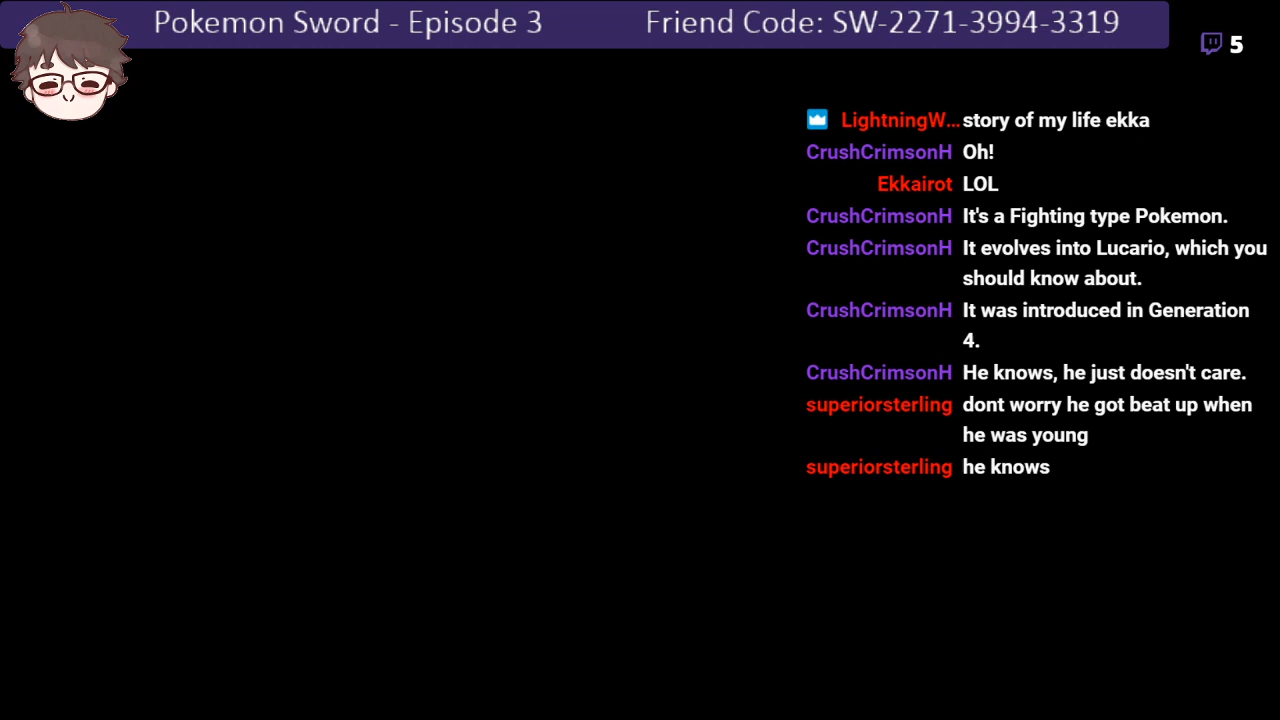 Pokemon Sword - Episode 3 Friend Code: SW-2271-3994-3319
5
LightningW... story of my life ekka
CrushCrimsonH Oh!
Ekkairot LOL
CrushCrimsonH It's a Fighting type Pokemon.
CrushCrimsonH It evolves into Lucario, which you
should know about.
CrushCrimsonH It was introduced in Generation
4.
CrushCrimsonH He knows, he just doesn't care.
superiorsterling dont worry he got beat up when
he was young
superiorsterling he knows